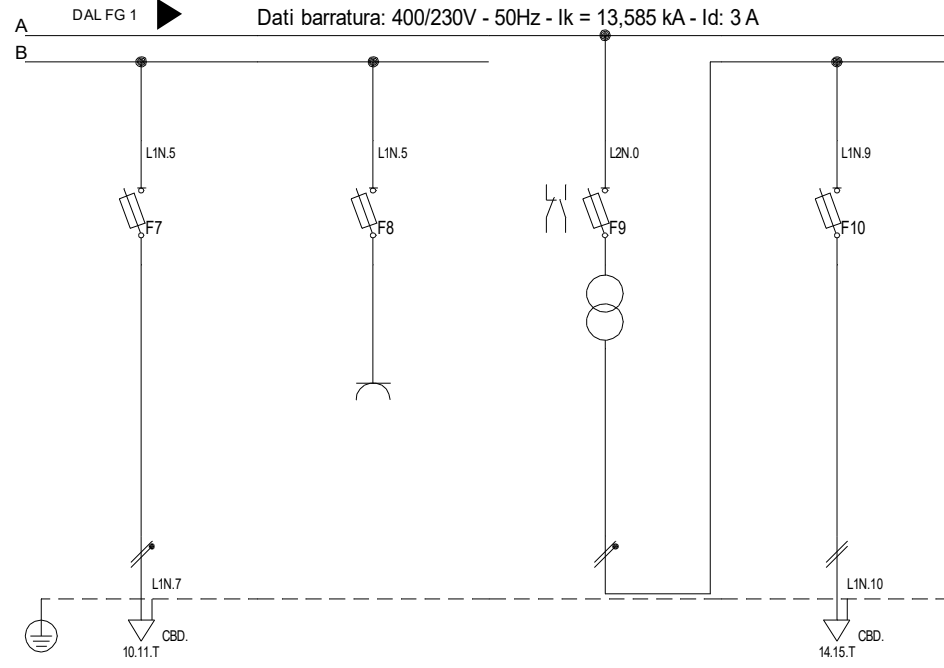 DAL FG 1
Dati barratura: 400/230V - 50Hz - Ik = 13,585 kA - Id: 3 A
A
B
L1N.5
L1N.5
L2N.0
L1N.9
F7
F8
F9
F10
L1N.7
L1N.10
CBD.
CBD.
10.11.T
14.15.T